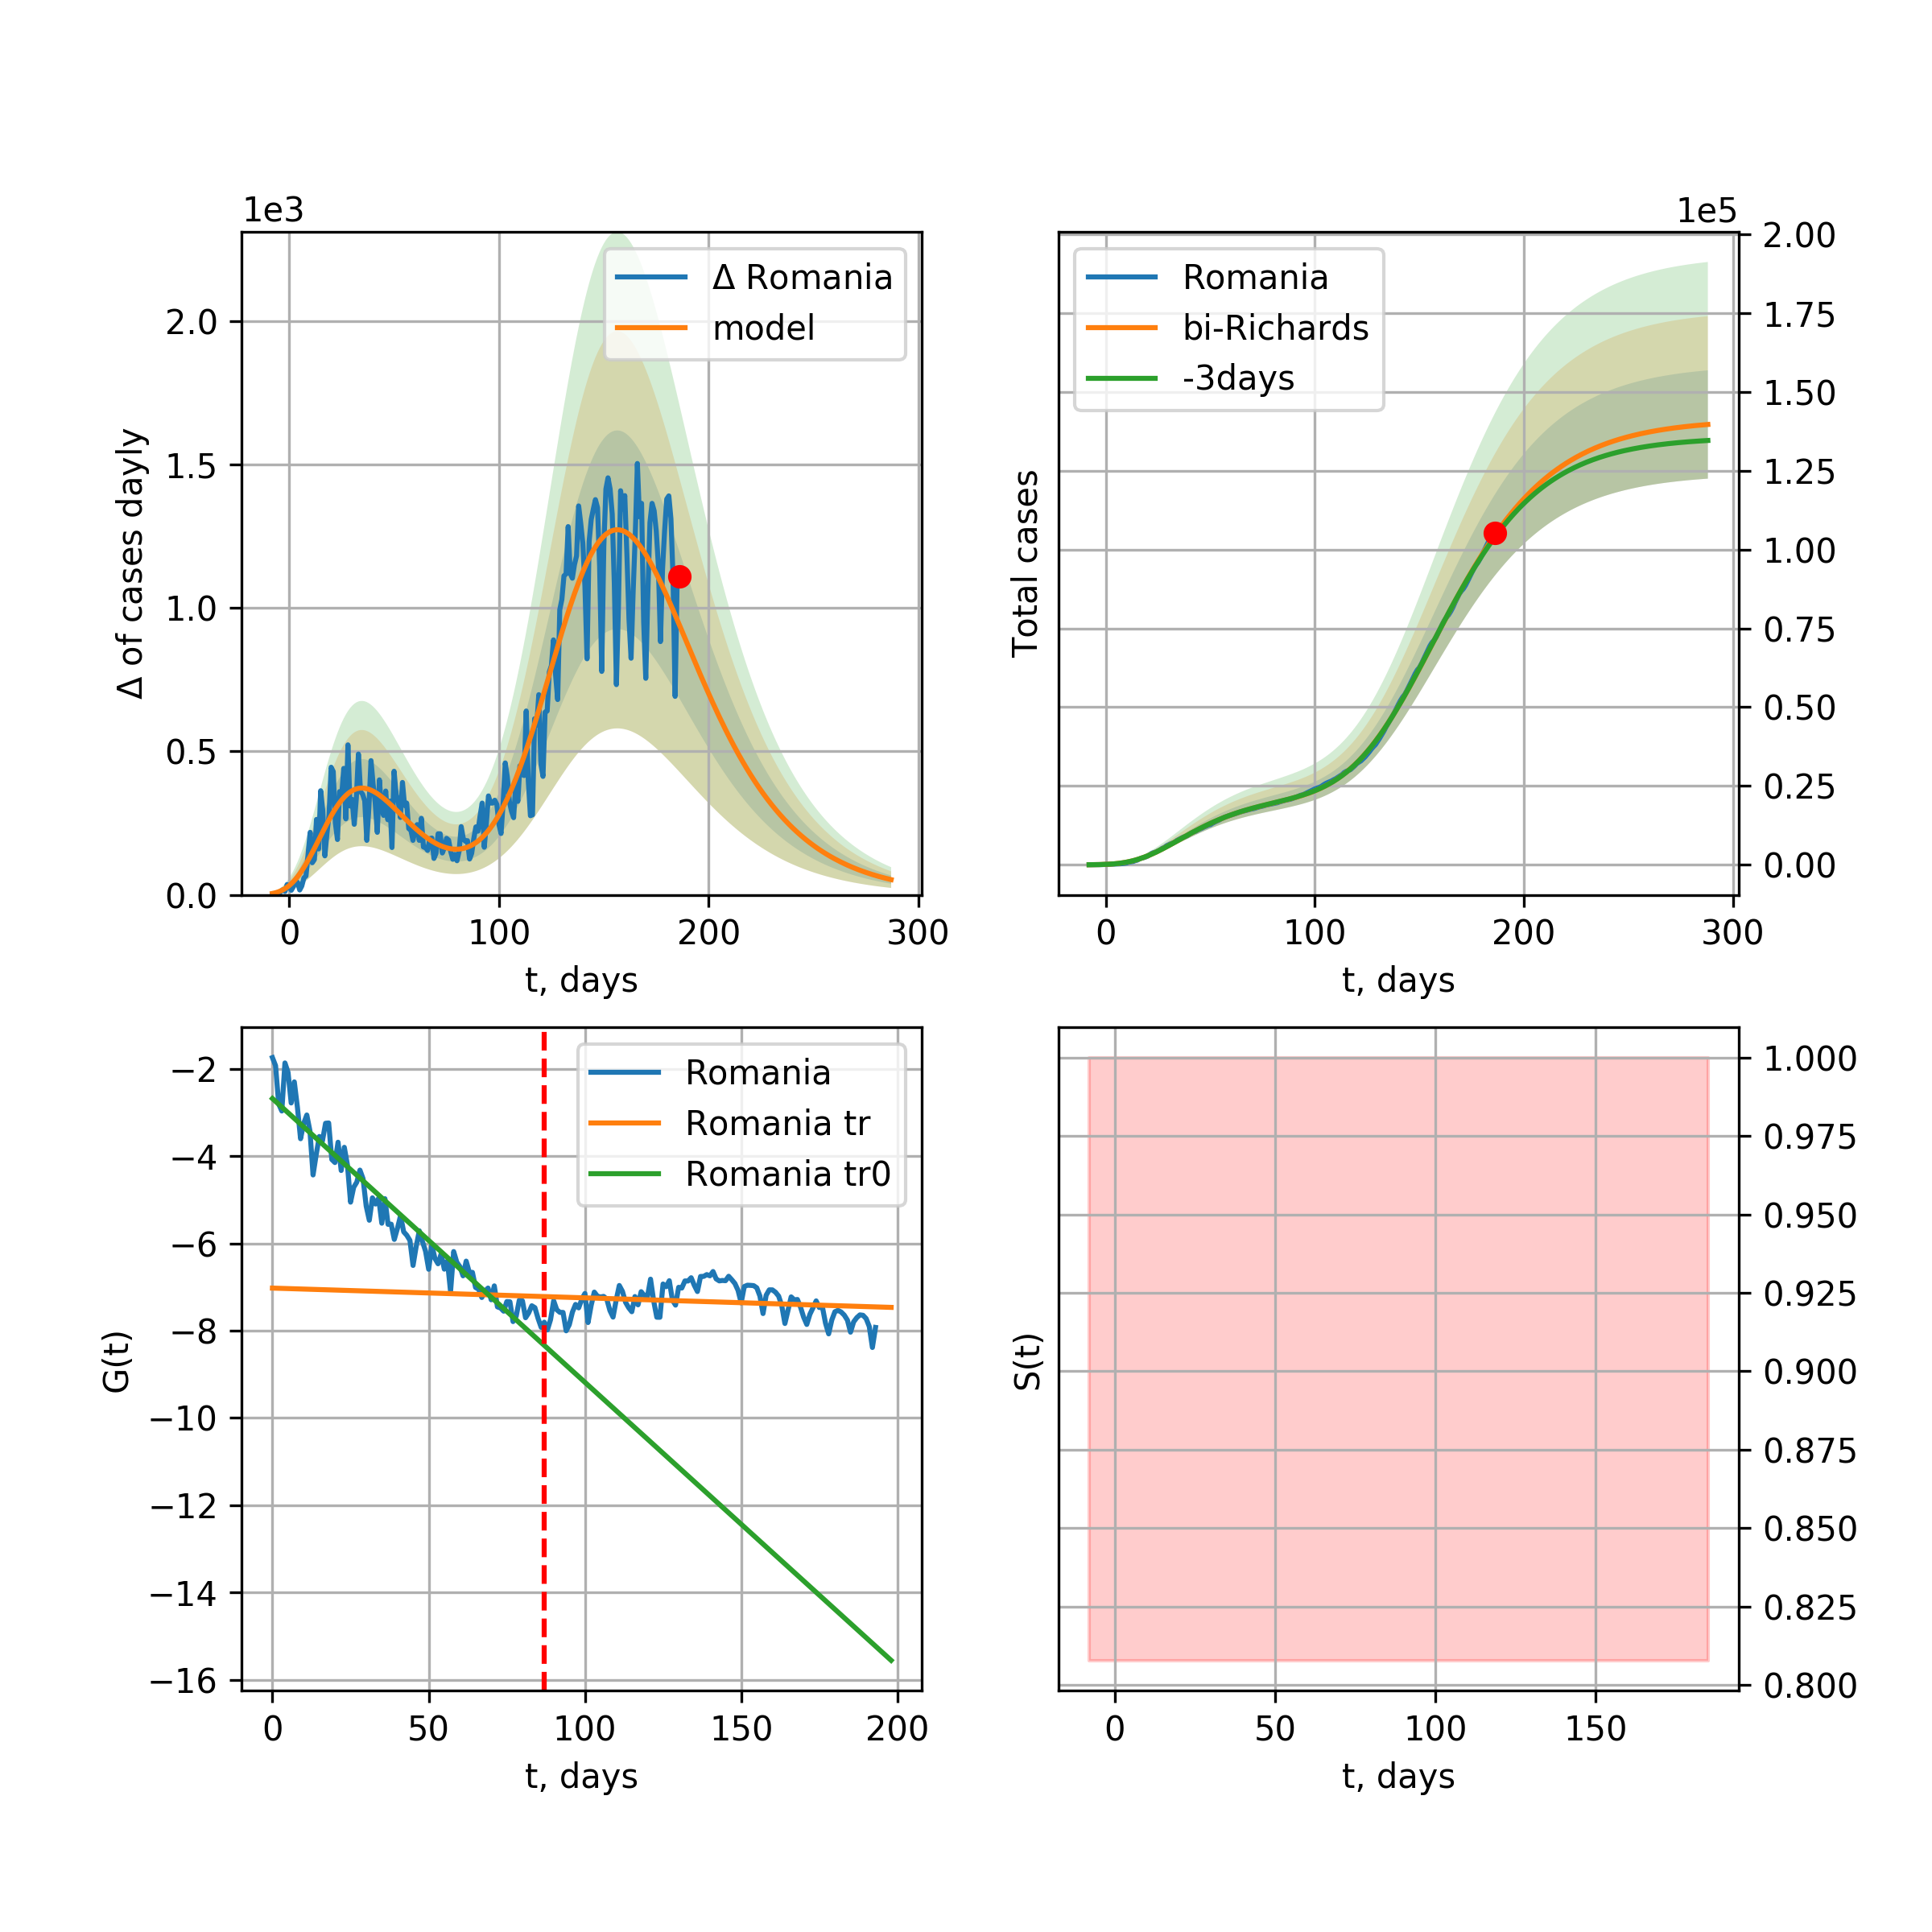 1e3
Δ Romania
model
2.0
1.5
1.0
0.5
0.0
Δ of cases dayly
0
100
200
300
t, days
1e5
Romania
bi-Richards
-3days
2.00
1.75
1.50
1.25
1.00
0.75
0.50
0.25
0.00
Total cases
0
100
200
300
t, days
Romania
Romania tr
Romania tr0
−2
−4
−6
−8
−10
−12
−14
−16
G(t)
0
50
100
150
200
t, days
1.000
0.975
0.950
0.925
0.900
0.875
0.850
0.825
0.800
S(t)
0
50
100
150
t, days